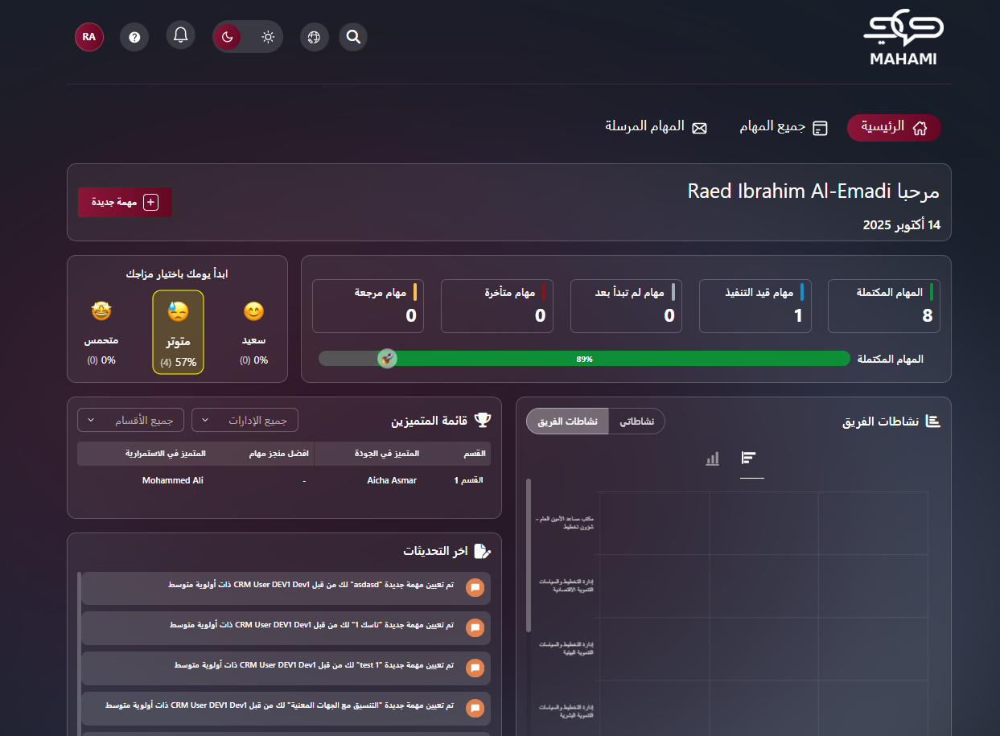 مهامي
MAHAMI
RA
الرئيسية
جميع المهام
المهام المرسلة
مرحبا Raed Ibrahim Al-Emadi
14 أكتوبر 2025
مهمة جديدة
المهام المكتملة
8
مهام قيد التنفيذ
1
مهام لم تبدأ بعد
0
مهام متأخرة
0
مهام مرجعة
0
المهام المكتملة
89%
ابدأ يومك باختيار مزاجك
سعيد
0% (0)
متوتر
57% (4)
متحمس
0% (0)
نشاطات الفريق
نشاطاتي
نشاطات الفريق
مكتب مساعد الأمين العام -
شؤون تخطيط
إدارة التخطيط والسياسات
التنموية الاقتصادية
إدارة التخطيط والسياسات
التنموية البيئية
إدارة التخطيط والسياسات
التنموية البشرية
قائمة المتميزين
جميع الإدارات
جميع الأقسام
القسم المتميز في الجودة افضل منجز مهام المتميز في الاستمرارية
القسم 1 Aicha Asmar - Mohammed Ali
اخر التحديثات
تم تعيين مهمة جديدة "asdasd" لك من قبل CRM User DEV1 Dev1 ذات أولوية متوسط
تم تعيين مهمة جديدة "تاسك 1" لك من قبل CRM User DEV1 Dev1 ذات أولوية متوسط
تم تعيين مهمة جديدة "test 1" لك من قبل CRM User DEV1 Dev1 ذات أولوية متوسط
تم تعيين مهمة جديدة "التنسيق مع الجهات المعنية" لك من قبل CRM User DEV1 Dev1 ذات أولوية متوسط